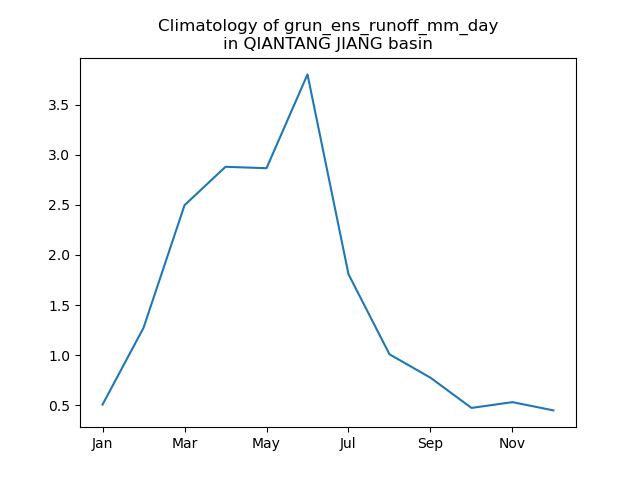 Climatology of grun_ens_runoff_mm_day
in QIANTANG JIANG basin
3.5
3.0
2.5
2.0
1.5
1.0
0.5
Jan Mar May Jul Sep Nov